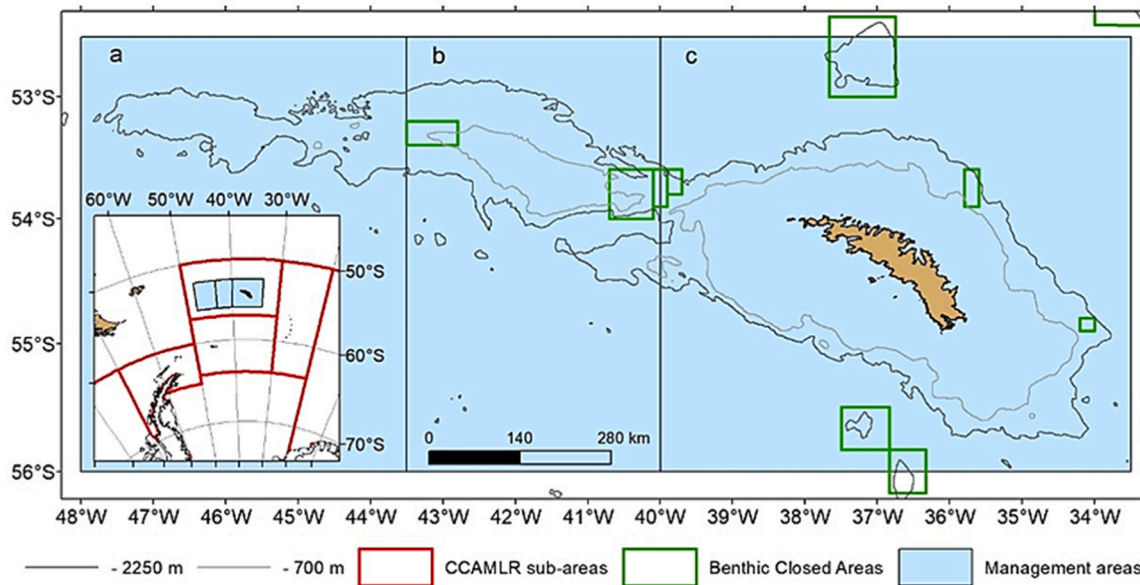 a b c
53°S
54°S
55°S
56°S
60°W 50°W 40°W 30°W
50°S
60°S
70°S
0 140 280 km
48°W 47°W 46°W 45°W 44°W 43°W 42°W 41°W 40°W 39°W 38°W 37°W 36°W 35°W 34°W
- 2250 m - 700 m CCAMLR sub-areas Benthic Closed Areas Management areas